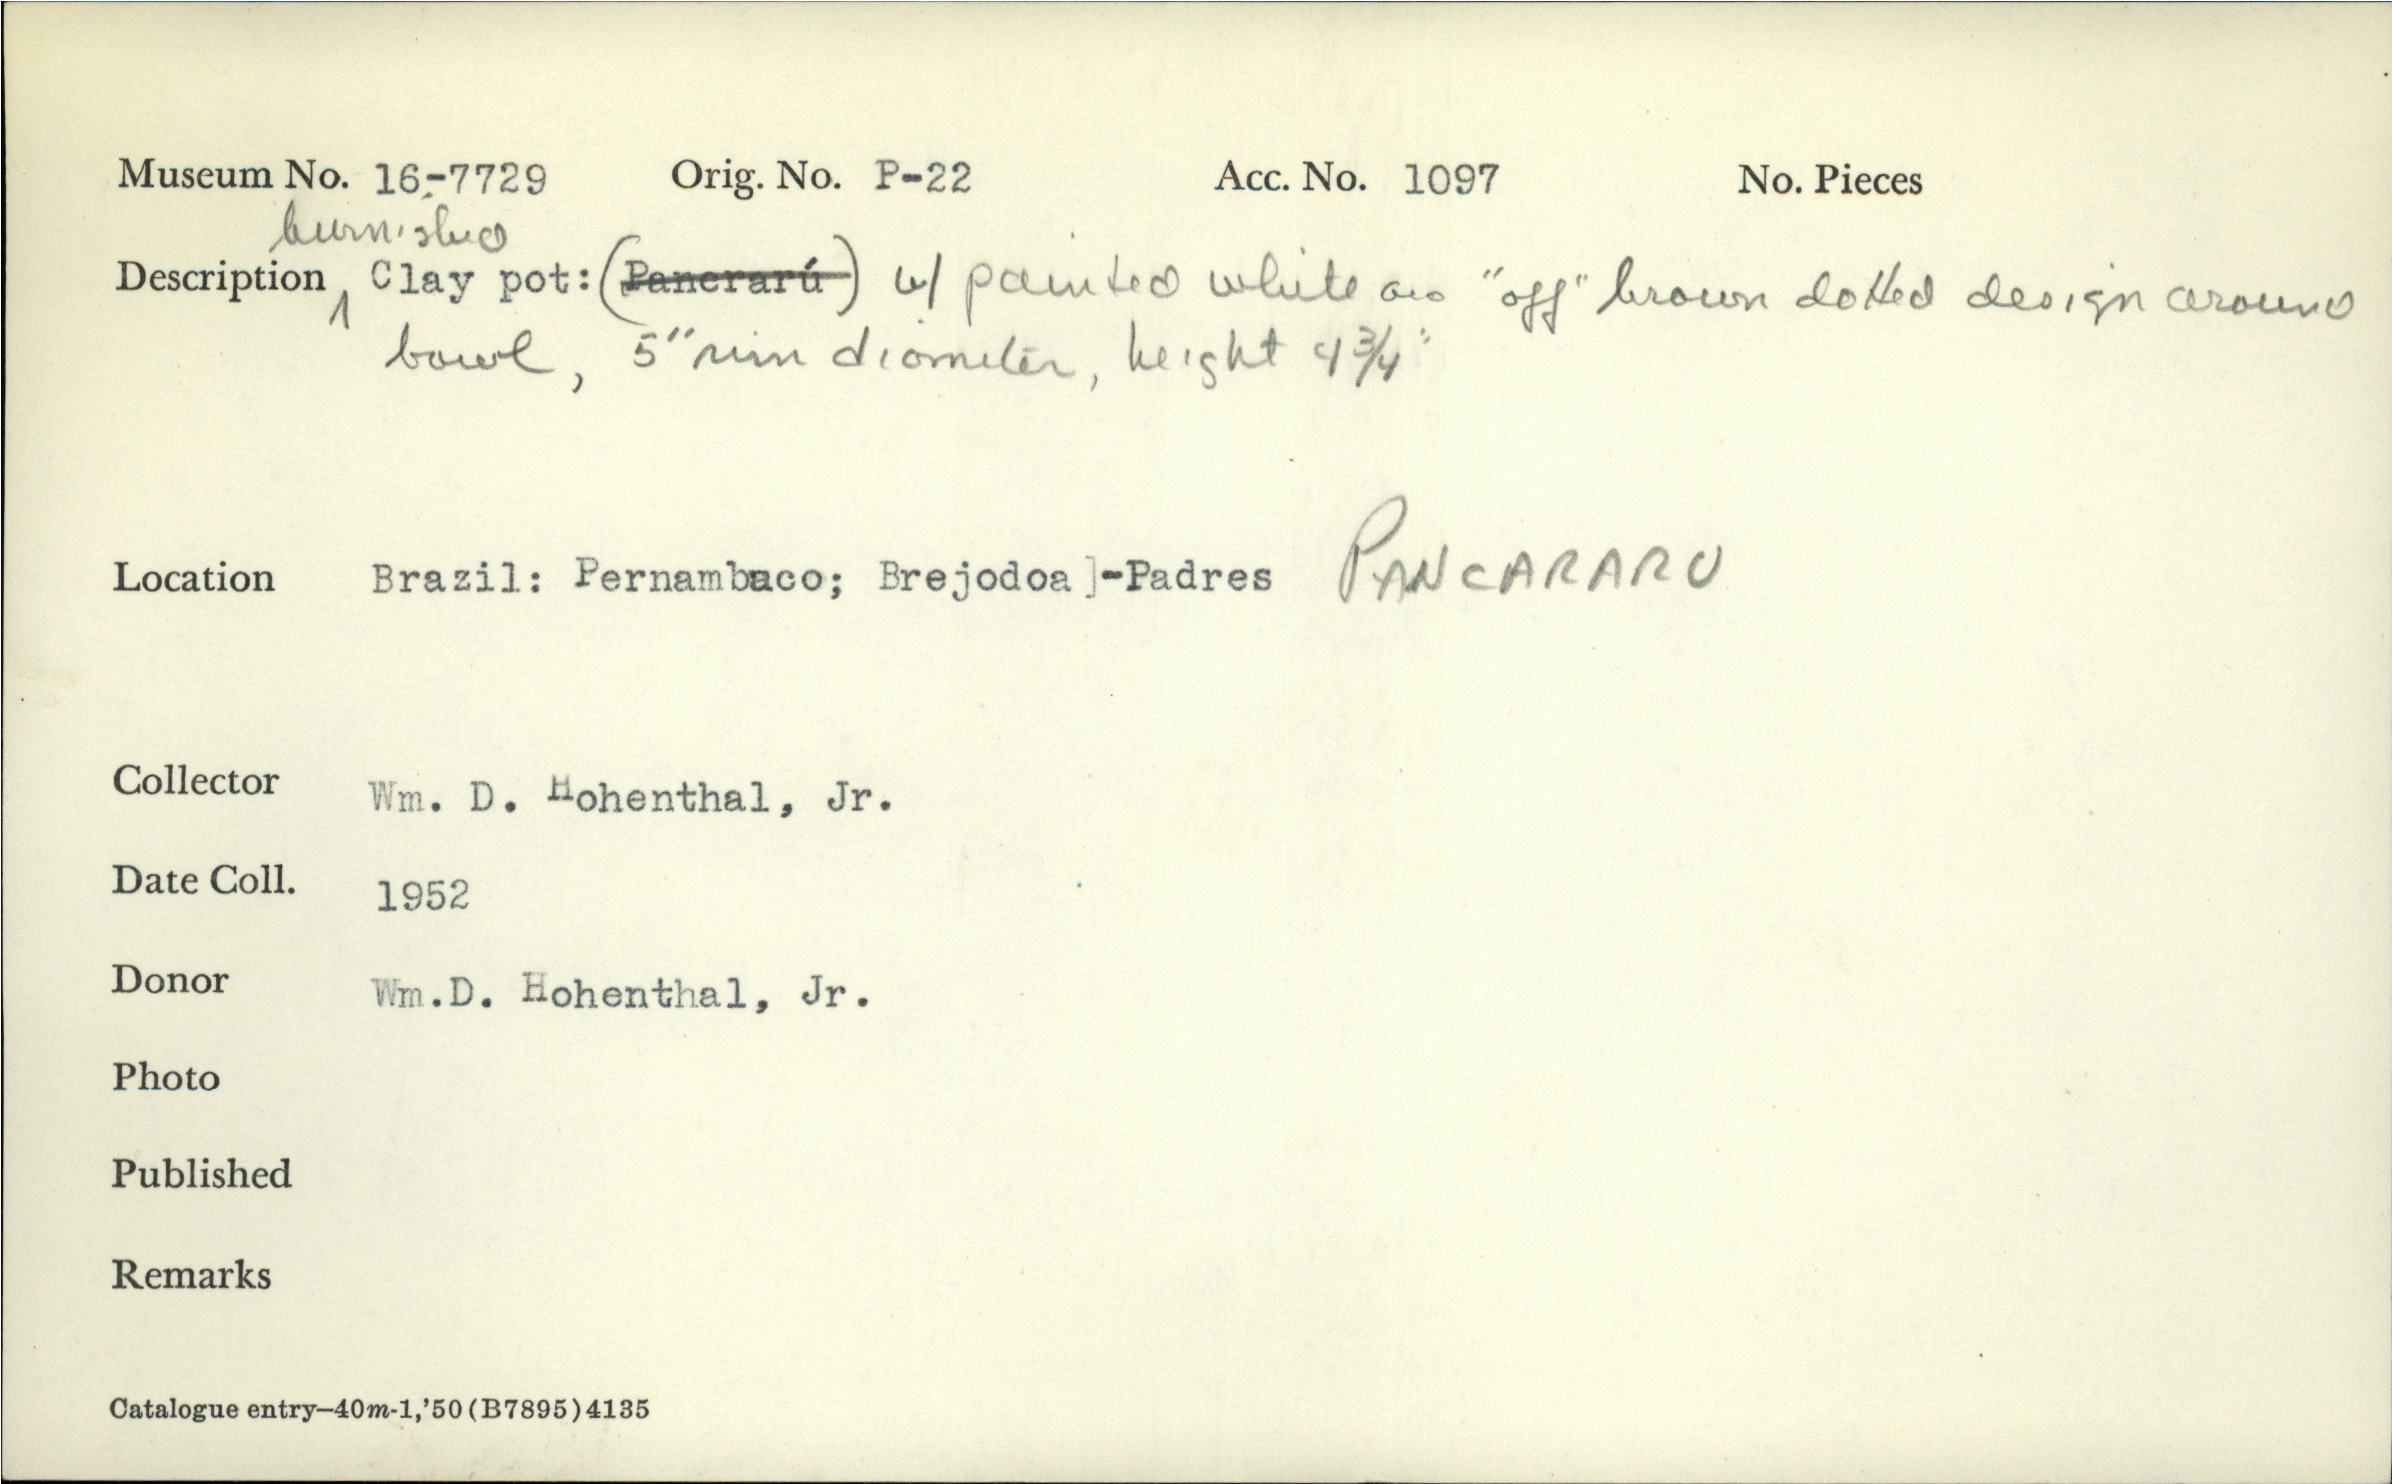 Museum No. 16-7729 Orig. No. P-22 Acc. No. 1097 No. Pieces
burnished
Description Clay pot: (Pancrarú) w/ painted white "off" brown dotted design around
bowl, 5" rim diameter, height 4 3/4"
Location Brazil: Pernambuco; Brejodoa]-Padres PANCARARU
Collector Wm. D. Hohenthal, Jr.
Date Coll. 1952
Donor Wm.D. Hohenthal, Jr.
Photo
Published
Remarks
Catalogue entry—40m-1,'50(B7895)4135